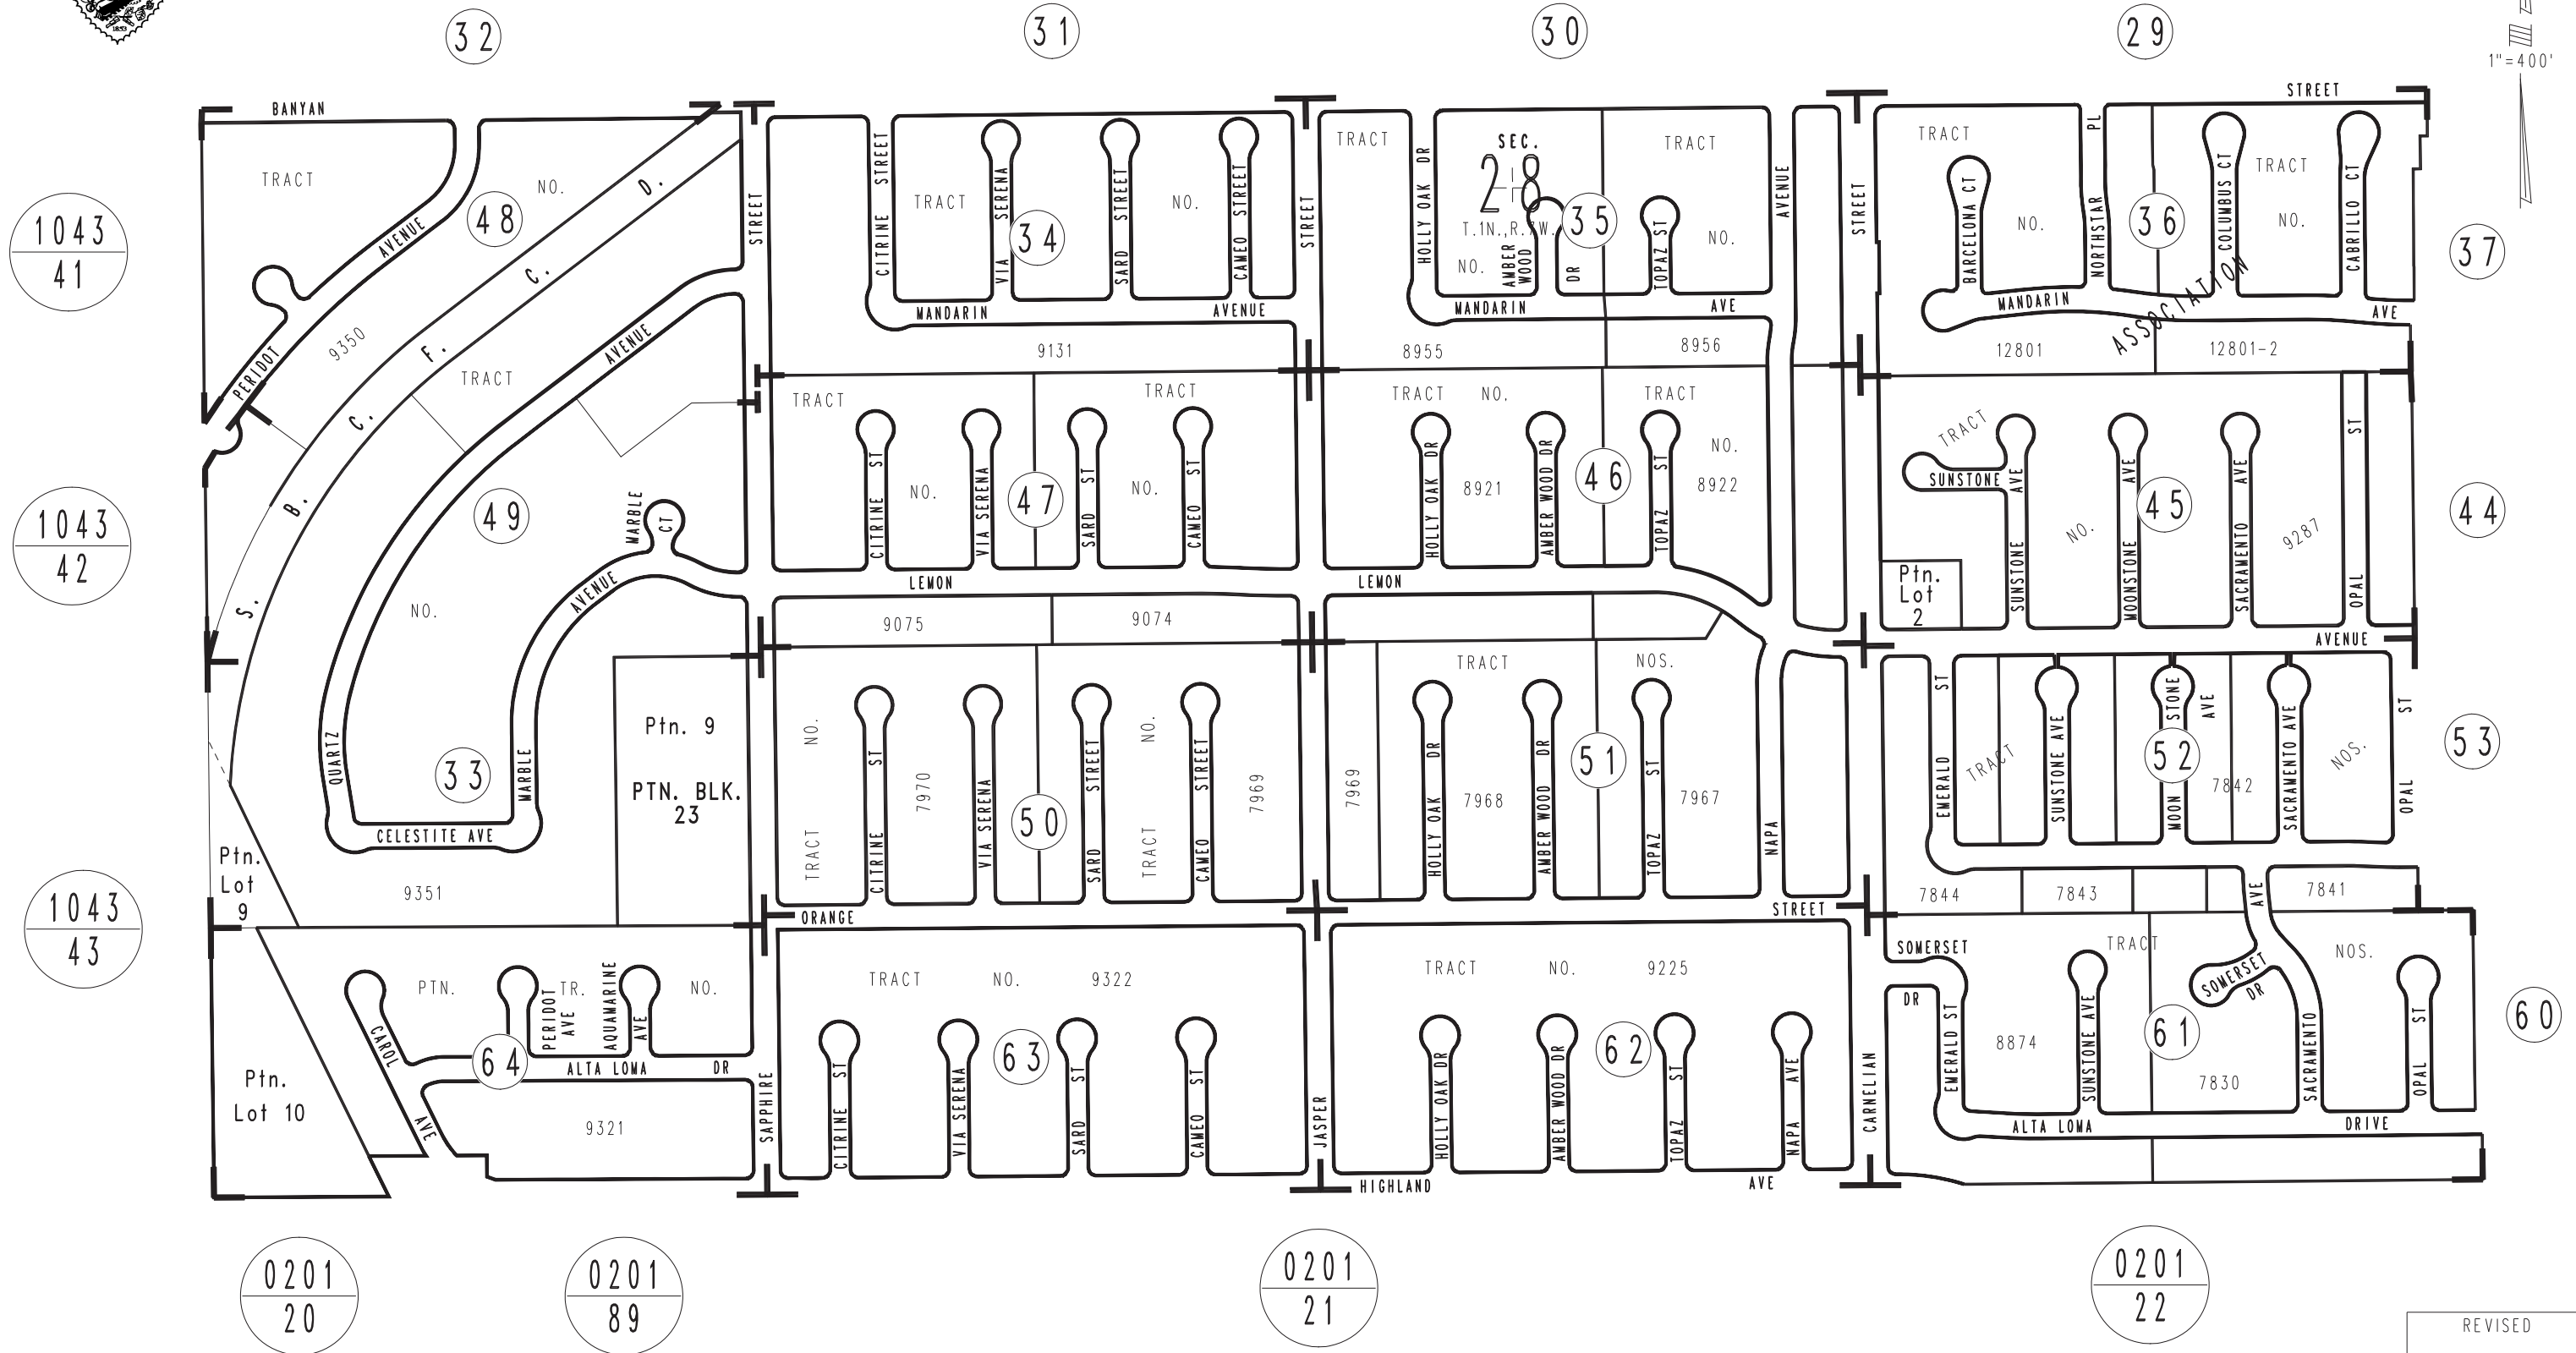 32
31
30
29
1"=400'
BANYAN
STREET
TRACT
NO.
9350
PERIDOT
AVENUE
48
S. B. C. F. C. D.
TRACT
AVENUE
49
NO.
MARBLE
CT
AVENUE
QUARTZ
33
MARBLE
CELESTITE AVE
9351
Ptn. 9
PTN. BLK.
23
Ptn.
Lot
9
STREET
CITRINE STREET
TRACT
VIA SERENA
34
SARD STREET
NO.
CAMEO STREET
MANDARIN
AVENUE
9131
STREET
TRACT
HOLLY OAK DR
SEC.
28
T.1N.,R.7W.
NO.
AMBER
WOOD
DR
35
TRACT
TOPAZ ST
NO.
MANDARIN
AVE
8955
8956
AVENUE
STREET
TRACT
BARCELONA CT
NO.
NORTHSTAR
PL
36
COLUMBUS CT
TRACT
NO.
CABRILLO CT
MANDARIN
AVE
ASSOCIATION
12801
12801-2
1043
41
37
TRACT
TRACT
CITRINE ST
NO.
VIA SERENA
47
SARD ST
NO.
CAMEO ST
LEMON
9075
9074
TRACT NO.
TRACT
HOLLY OAK DR
8921
AMBER WOOD DR
46
TOPAZ ST
NO.
8922
LEMON
TRACT
SUNSTONE
SUNSTONE AVE
NO.
MOONSTONE AVE
45
SACRAMENTO AVE
9287
OPAL ST
Ptn.
Lot
2
AVENUE
1043
42
44
NO.
TRACT
CITRINE ST
7970
VIA SERENA
50
SARD STREET
NO.
TRACT
CAMEO STREET
7969
ORANGE
7969
TRACT
NOS.
HOLLY OAK DR
7968
AMBER WOOD DR
51
TOPAZ ST
7967
NAPA
STREET
EMERALD ST
TRACT
SUNSTONE AVE
MOON STONE
AVE
52
7842
SACRAMENTO AVE
NOS.
OPAL ST
7844
7843
7841
AVE
53
1043
43
Ptn.
Lot 10
CAROL
AVE
PTN.
TR.
NO.
PERIDOT
AVE
AQUAMARINE
AVE
64
ALTA LOMA
DR
9321
SAPPHIRE
TRACT NO. 9322
CITRINE ST
VIA SERENA
63
SARD ST
CAMEO ST
JASPER
TRACT NO. 9225
HOLLY OAK DR
AMBER WOOD DR
62
TOPAZ ST
NAPA AVE
HIGHLAND
AVE
CARNELIAN
SOMERSET
DR
EMERALD ST
8874
SUNSTONE AVE
TRACT
61
7830
SOMERSET
DR
SACRAMENTO
NOS.
OPAL ST
ALTA LOMA
DRIVE
60
0201
20
0201
89
0201
21
0201
22
REVISED